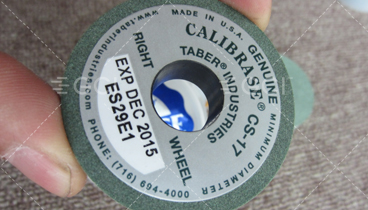 MADE IN U.S.A.
GENUINE
CALIBRASE® CS-17
TABER® INDUSTRIES
MINIMUM DIAMETER
RIGHT
WHEEL
EXP DEC 2015
ES29E1
PHONE: (716) 694-4000
www.taberindustries.com